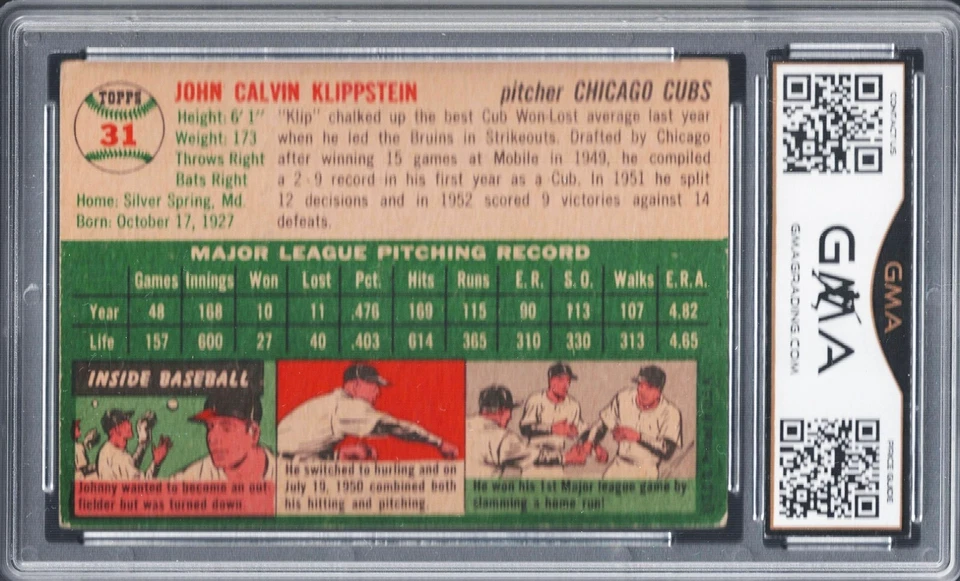 TOPPS
31
JOHN CALVIN KLIPPSTEIN
pitcher CHICAGO CUBS
Height: 6' 1"
Weight: 173
Throws Right
Bats Right
Home: Silver Spring, Md.
Born: October 17, 1927
"Klip" chalked up the best Cub Won-Lost average last year
when he led the Bruns in Strikeouts. Drafted by Chicago
after winning 15 games at Mobile in 1949, he compiled
a 2-9 record in his first year as a Cub. In 1951 he split
12 decisions and in 1952 scored 9 victories against 14
defeats.
MAJOR LEAGUE PITCHING RECORD
Games Innings Won Lost Pct. Hits Runs E. R. S. O. Walks E. R. A.
Year 48 168 10 11 .476 169 115 90 113 107 4.82
Life 157 600 27 40 .403 614 365 310 330 313 4.65
INSIDE BASEBALL
Johnny wanted to become an out-
fielder but was turned down
He switched to hurling and on
July 19, 1950 combined both
his hitting and pitching.
He won his 1st Major league game by
slamming a home run!
CONTACT US
GMA
GMAGRADING.COM
GMA
PRICE GUIDE